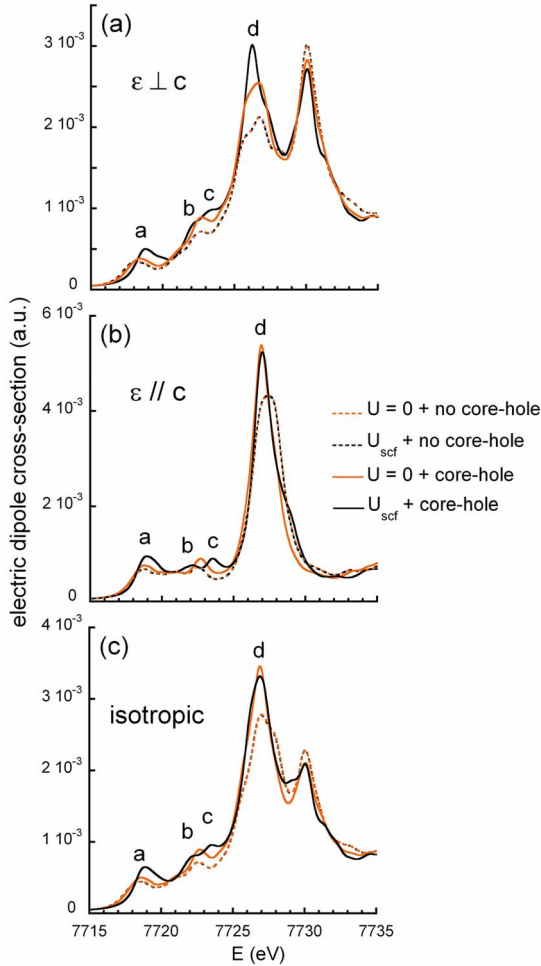 (a)
d
3 10⁻³
ε ⊥ c
2 10⁻³
b c
1 10⁻³
a
0
6 10⁻³
(b)
d
ε // c
4 10⁻³
U = 0 + no core-hole
Uscf + no core-hole
U = 0 + core-hole
Uscf + core-hole
2 10⁻³
a b c
0
electric dipole cross-section (a.u.)
4 10⁻³
(c)
d
3 10⁻³
isotropic
2 10⁻³
b c
1 10⁻³
a
0
7715 7720 7725 7730 7735
E (eV)